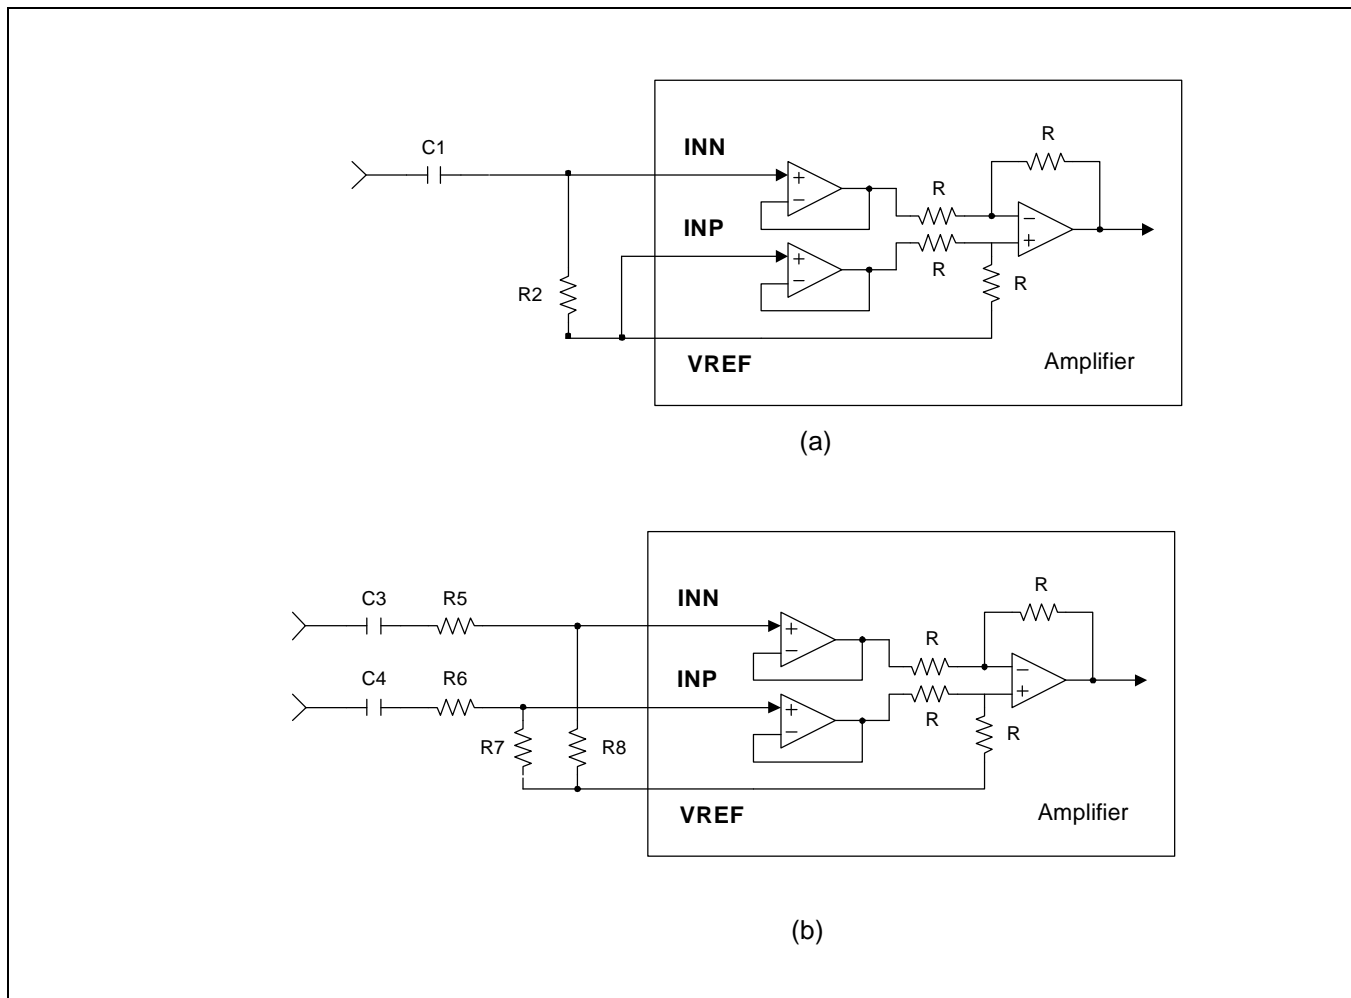 C1
INN
R
R
INP
R
R2
R
VREF
Amplifier
(a)
C3
R5
INN
R
R
C4
R6
INP
R
R7
R8
R
VREF
Amplifier
(b)